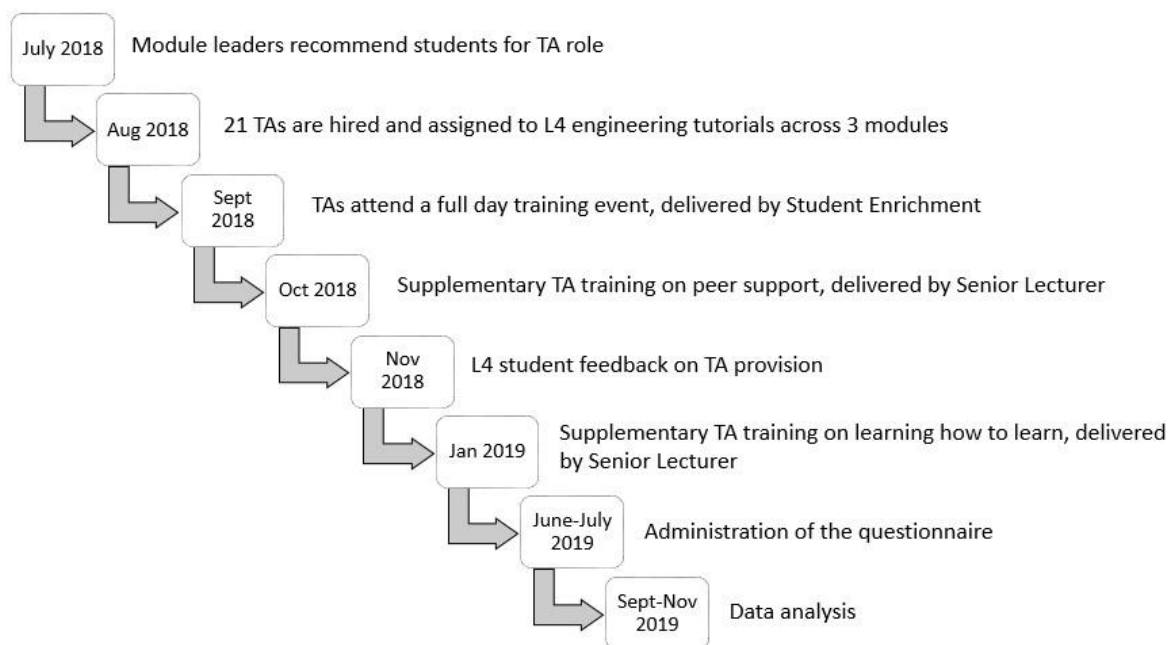 July 2018
Module leaders recommend students for TA role
Aug 2018
21 TAs are hired and assigned to L4 engineering tutorials across 3 modules
Sept
2018
TAs attend a full day training event, delivered by Student Enrichment
Oct 2018
Supplementary TA training on peer support, delivered by Senior Lecturer
Nov
2018
L4 student feedback on TA provision
Jan 2019
Supplementary TA training on learning how to learn, delivered
by Senior Lecturer
June-July
2019
Administration of the questionnaire
Sept-Nov
2019
Data analysis